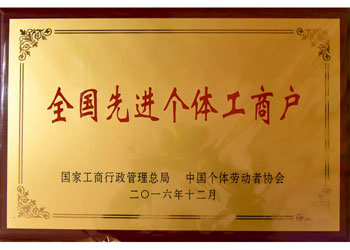 全国先进个体工商户
国家工商行政管理总局 中国个体劳动者协会
二〇一六年十二月